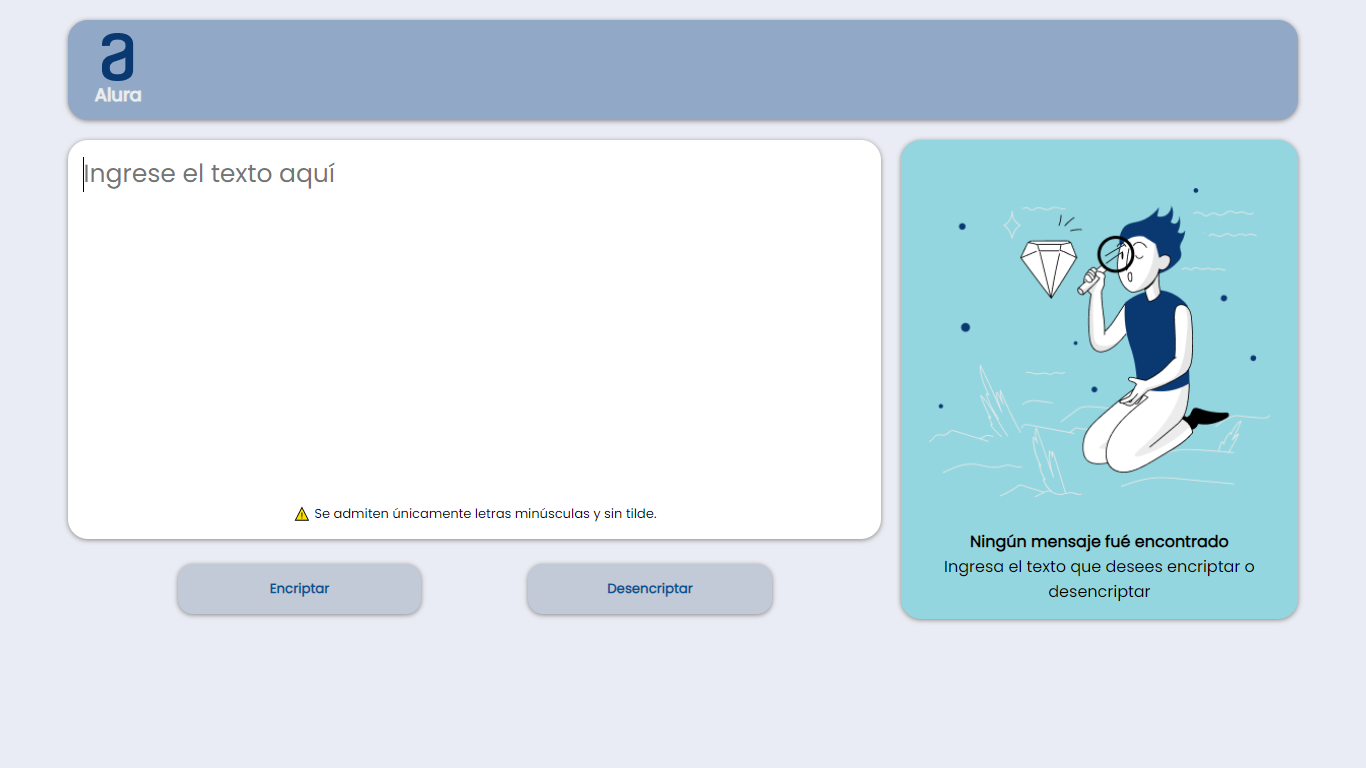 Alura
Ingrese el texto aquí
Se admiten únicamente letras minúsculas y sin tilde.
Encriptar
Desencriptar
Ningún mensaje fué encontrado
Ingresa el texto que desees encriptar o
desencriptar